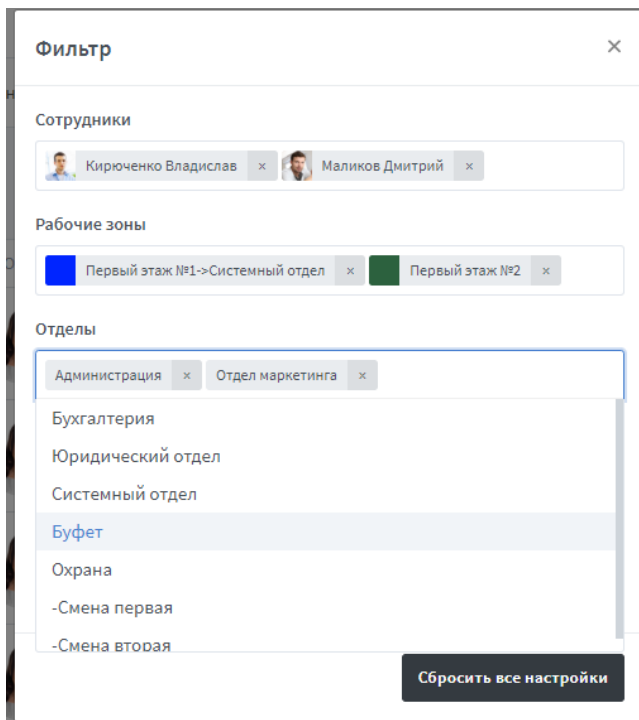 Фильтр ×
Сотрудники
Кирюченко Владислав × Маликов Дмитрий ×
Рабочие зоны
Первый этаж №1->Системный отдел × Первый этаж №2 ×
Отделы
Администрация × Отдел маркетинга ×
Бухгалтерия
Юридический отдел
Системный отдел
Буфет
Охрана
-Смена первая
-Смена вторая
Сбросить все настройки